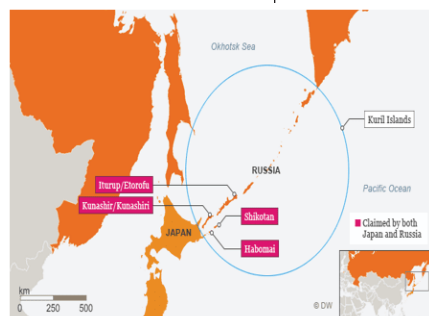 Okhotsk Sea
Kuril Islands
RUSSIA
Iturup/Etorofu
Pacific Ocean
Kunashir/Kunashiri
Shikotan
JAPAN
Claimed by both
Japan and Russia
Habomai
km
250 500
© DW